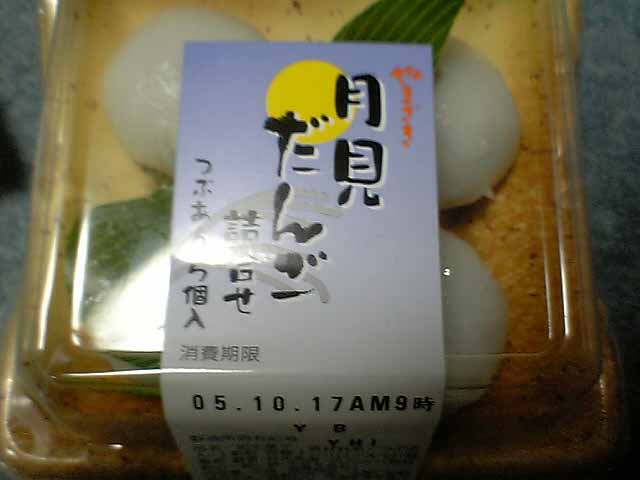 月見
だんご
詰合せ
つぶあん
個入
消費期限
05.10.17AM9時
Y B
YHI